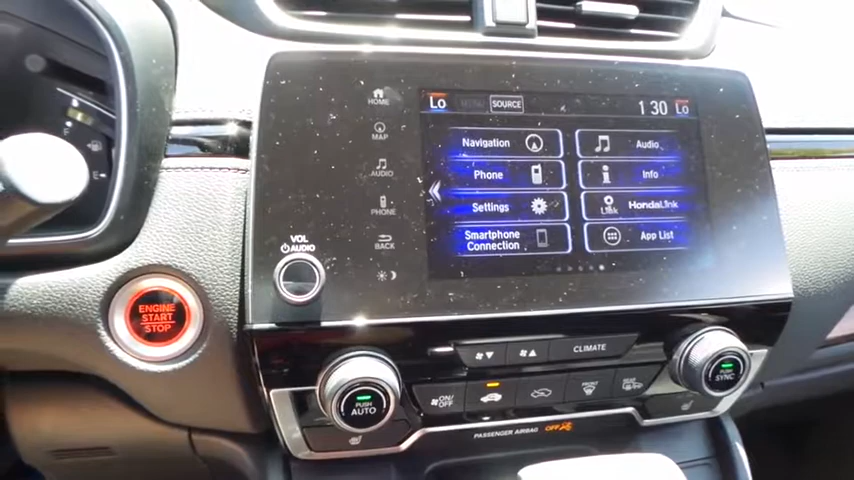 HOME
MAP
AUDIO
PHONE
BACK
VOL
AUDIO
Lo
MENU
SOURCE
1:30
Lo
Navigation
Audio
Phone
Info
Settings
Link
HondaLink
Smartphone
Connection
App List
ENGINE
START
STOP
CLIMATE
PUSH
AUTO
ON/
OFF
REAR
PUSH
SYNC
PASSENGER AIRBAG
OFF